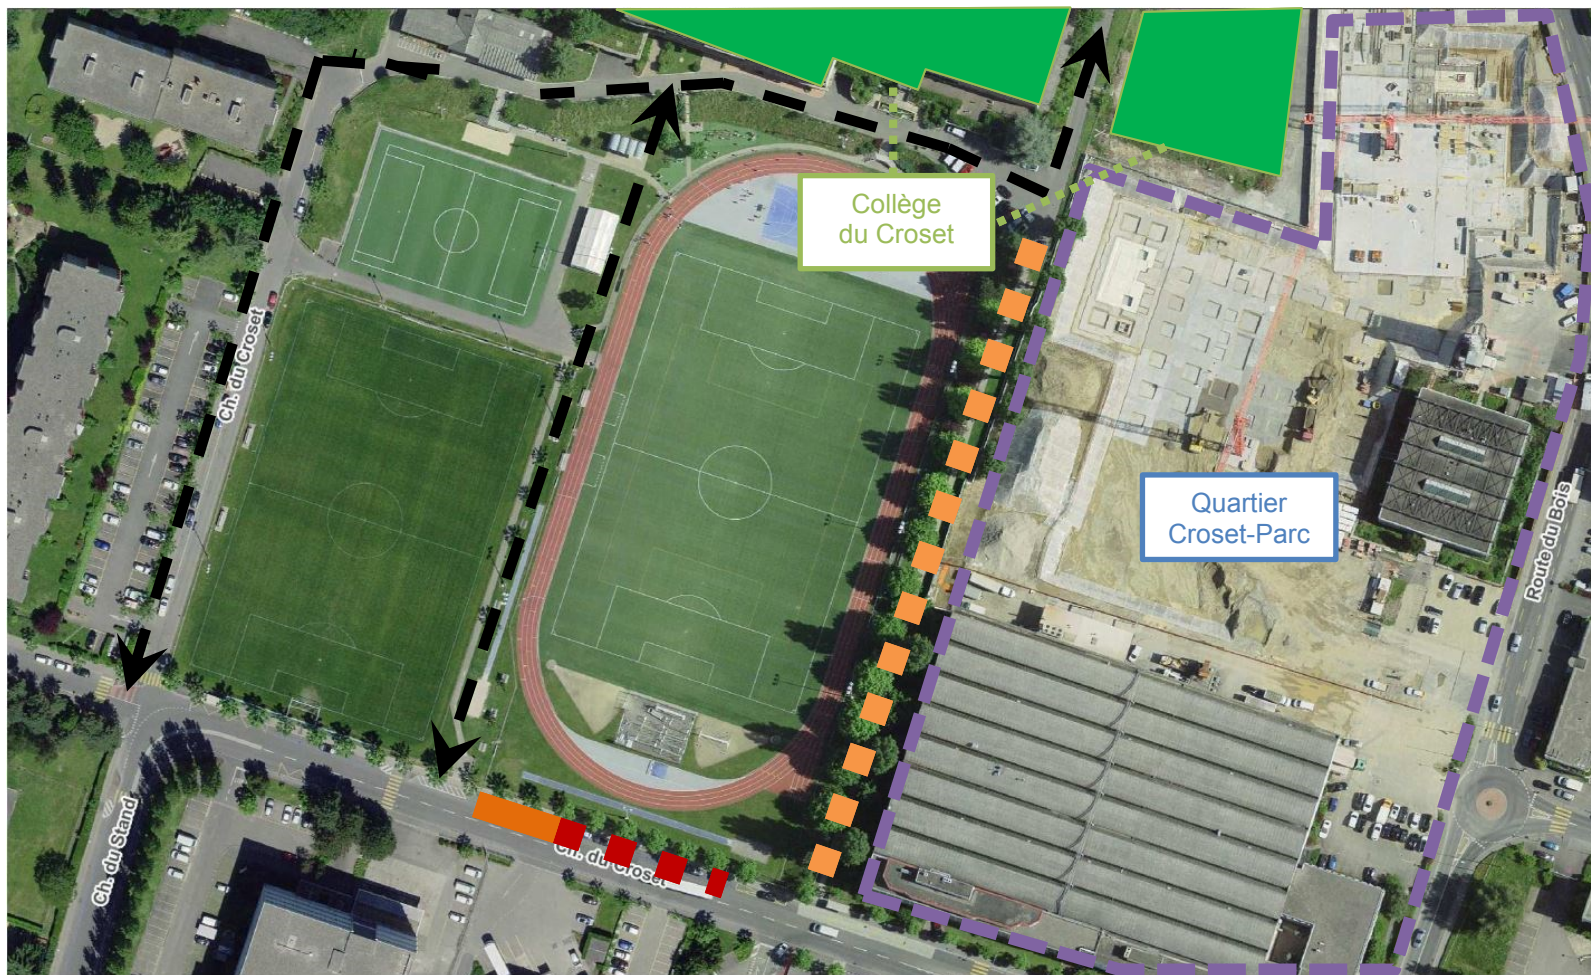 Collège
du Croset
Ch. du Croset
Quartier
Croset-Parc
Route du Bois
Ch. du Stand
Ch. du Croset